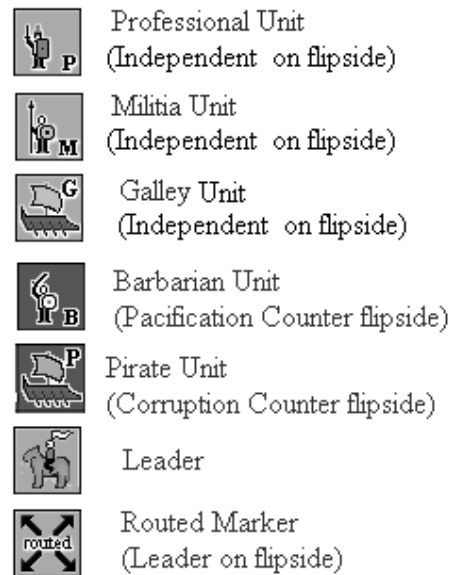 Professional Unit
P (Independent on flipside)
Militia Unit
M (Independent on flipside)
G Galley Unit
(Independent on flipside)
Barbarian Unit
B (Pacification Counter flipside)
P Pirate Unit
(Corruption Counter flipside)
Leader
routed Routed Marker
(Leader on flipside)